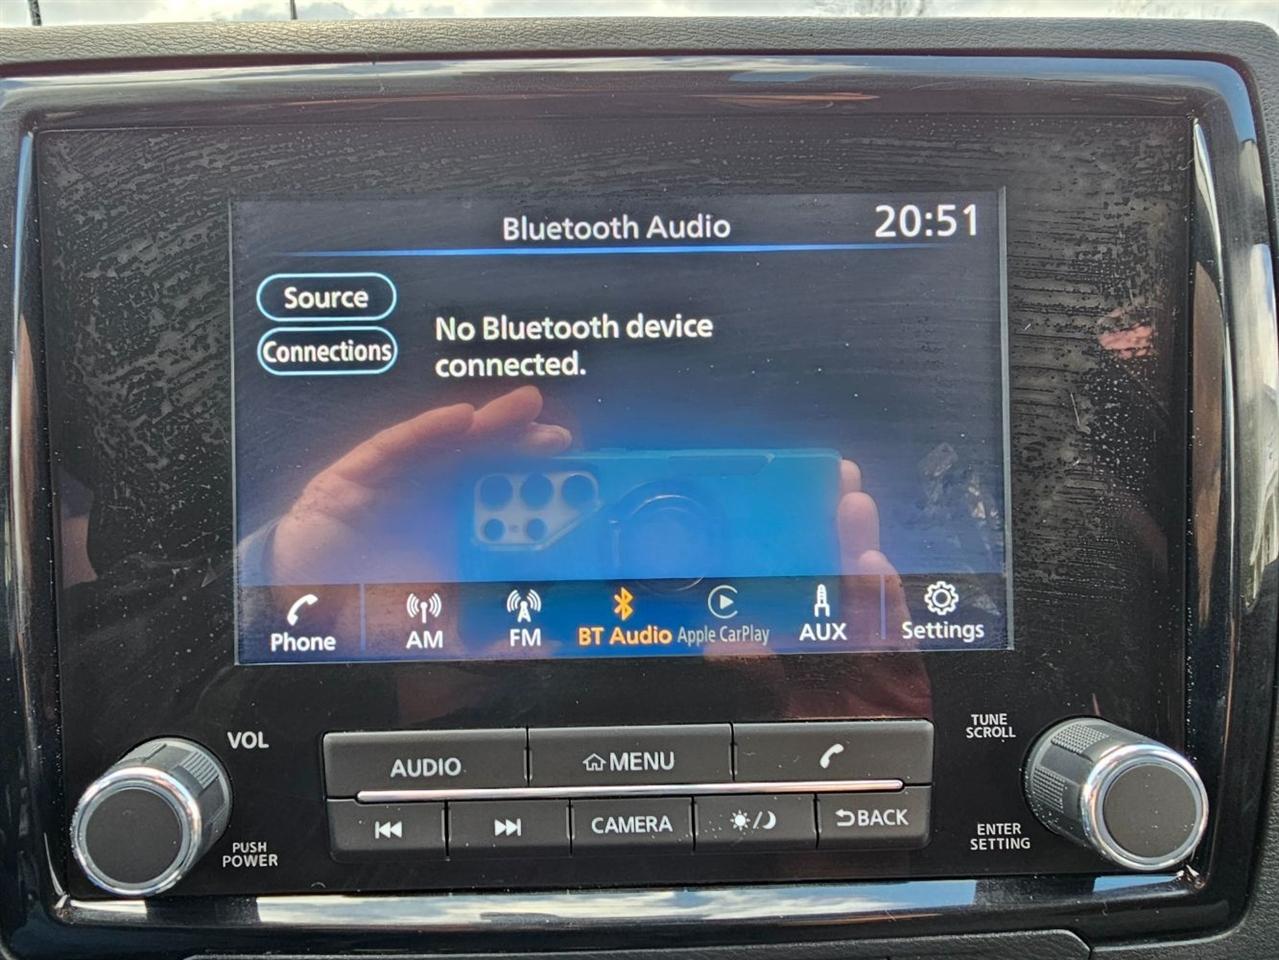 Bluetooth Audio
20:51
Source
Connections
No Bluetooth device
connected.
Phone
AM
FM
BT Audio
Apple CarPlay
AUX
Settings
VOL
PUSH
POWER
AUDIO
MENU
CAMERA
BACK
TUNE
SCROLL
ENTER
SETTING